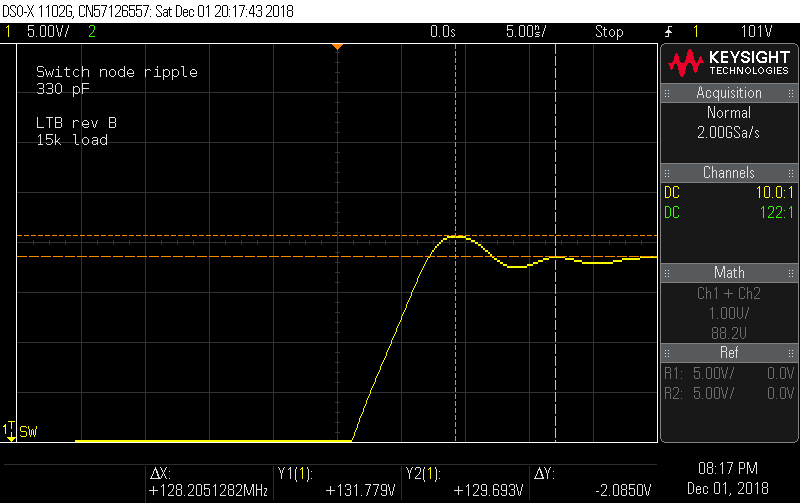 DSO-X 1102G, CN57126557: Sat Dec 01 20:17:43 2018
1 5.00V/ 2 0.0s 5.00ns/ Stop 1 101V
Switch node ripple
330 pF
LTB rev B
15k load
1 SW
KEYSIGHT
TECHNOLOGIES
Acquisition
Normal
2.00GSa/s
Channels
DC 10.0:1
DC 122:1
Math
Ch1 + Ch2
1.00V/
88.2V
Ref
R1: 5.00V/ 0.0V
R2: 5.00V/ 0.0V
ΔX: Y1(1): Y2(1): ΔY:
+128.2051282MHz +131.779V +129.693V -2.0850V
08:17 PM
Dec 01, 2018